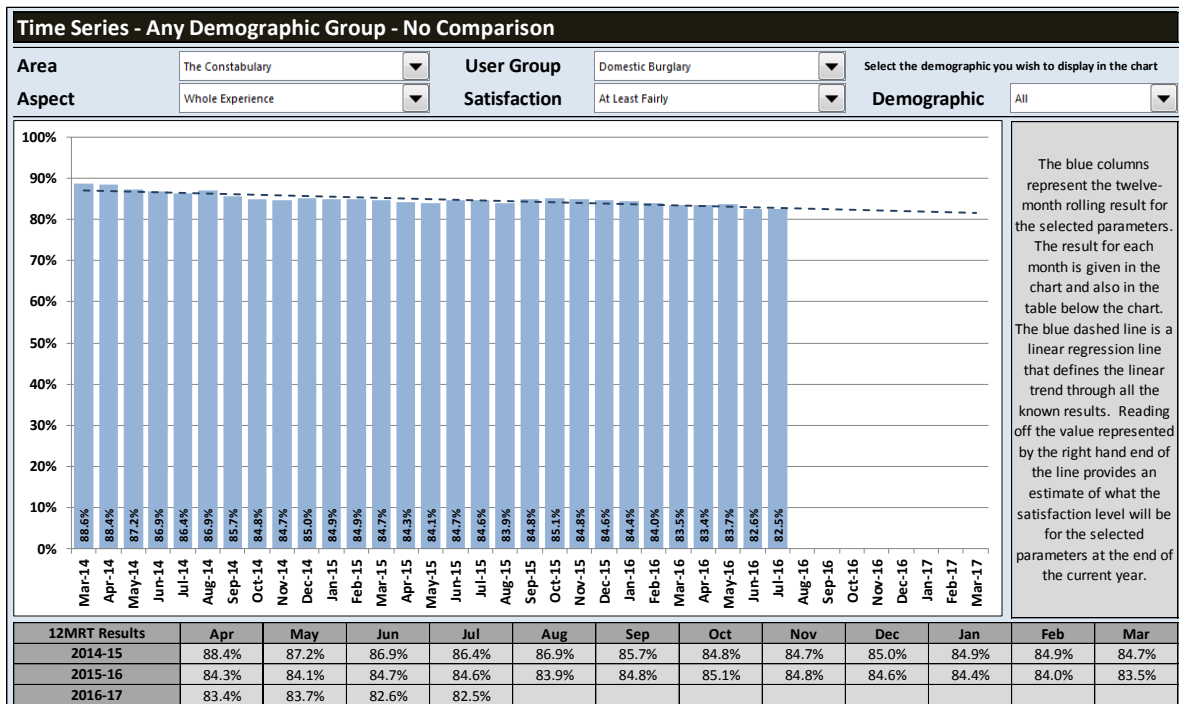 Time Series - Any Demographic Group - No Comparison
Area The Constabulary User Group Domestic Burglary Select the demographic you wish to display in the chart
Aspect Whole Experience Satisfaction At Least Fairly Demographic All
100%
90%
80%
70%
60%
50%
40%
30%
20%
10%
0%
88.6%
88.4%
87.2%
86.9%
86.4%
86.9%
85.7%
84.8%
84.7%
85.0%
84.9%
84.9%
84.7%
84.3%
84.1%
84.7%
84.6%
83.9%
84.8%
85.1%
84.8%
84.6%
84.4%
84.0%
83.5%
83.4%
83.7%
82.6%
82.5%
Mar-14
Apr-14
May-14
Jun-14
Jul-14
Aug-14
Sep-14
Oct-14
Nov-14
Dec-14
Jan-15
Feb-15
Mar-15
Apr-15
May-15
Jun-15
Jul-15
Aug-15
Sep-15
Oct-15
Nov-15
Dec-15
Jan-16
Feb-16
Mar-16
Apr-16
May-16
Jun-16
Jul-16
Aug-16
Sep-16
Oct-16
Nov-16
Dec-16
Jan-17
Feb-17
Mar-17
The blue columns
represent the twelve-
month rolling result for
the selected parameters.
The result for each
month is given in the
chart and also in the
table below the chart.
The blue dashed line is a
linear regression line
that defines the linear
trend through all the
known results. Reading
off the value represented
by the right hand end of
the line provides an
estimate of what the
satisfaction level will be
for the selected
parameters at the end of
the current year.
12MRT Results Apr May Jun Jul Aug Sep Oct Nov Dec Jan Feb Mar
2014-15 88.4% 87.2% 86.9% 86.4% 86.9% 85.7% 84.8% 84.7% 85.0% 84.9% 84.9% 84.7%
2015-16 84.3% 84.1% 84.7% 84.6% 83.9% 84.8% 85.1% 84.8% 84.6% 84.4% 84.0% 83.5%
2016-17 83.4% 83.7% 82.6% 82.5%